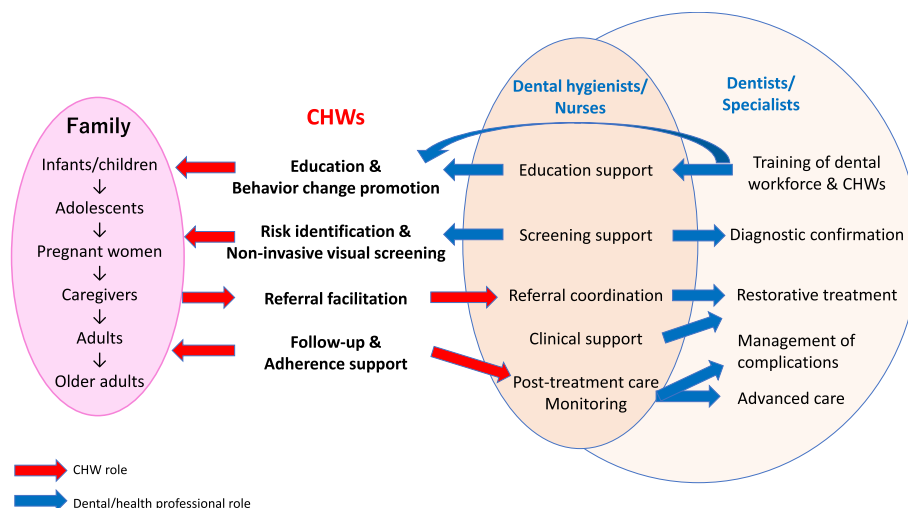 Family
Infants/children
↓
Adolescents
↓
Pregnant women
↓
Caregivers
↓
Adults
↓
Older adults
CHWs
Education &
Behavior change promotion
Risk identification &
Non-invasive visual screening
Referral facilitation
Follow-up &
Adherence support
Dental hygienists/
Nurses
Education support
Screening support
Referral coordination
Clinical support
Post-treatment care
Monitoring
Dentists/
Specialists
Training of dental
workforce & CHWs
Diagnostic confirmation
Restorative treatment
Management of
complications
Advanced care
CHW role
Dental/health professional role